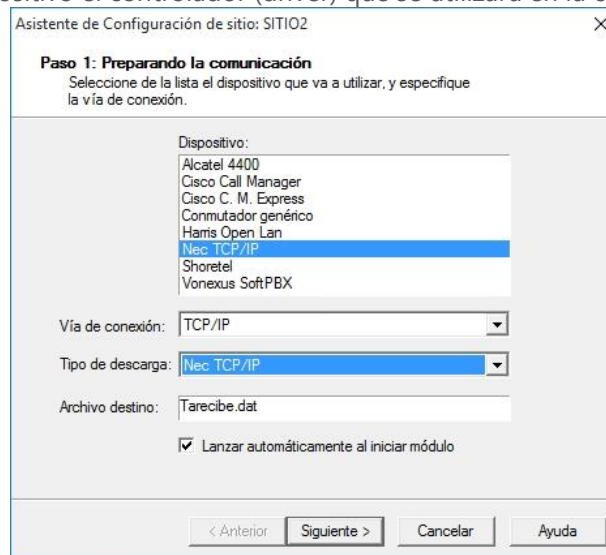 Asistente de Configuración de sitio: SITIO2
Paso 1: Preparando la comunicación
Seleccione de la lista el dispositivo que va a utilizar, y especifique
la vía de conexión.
Dispositivo:
Alcatel 4400
Cisco Call Manager
Cisco C. M. Express
Conmutador genérico
Harris Open Lan
Nec TCP/IP
Shoretel
Vonexus SoftPBX
Vía de conexión: TCP/IP
Tipo de descarga: Nec TCP/IP
Archivo destino: Tarecibe.dat
Lanzar automáticamente al iniciar módulo
< Anterior Siguiente > Cancelar Ayuda